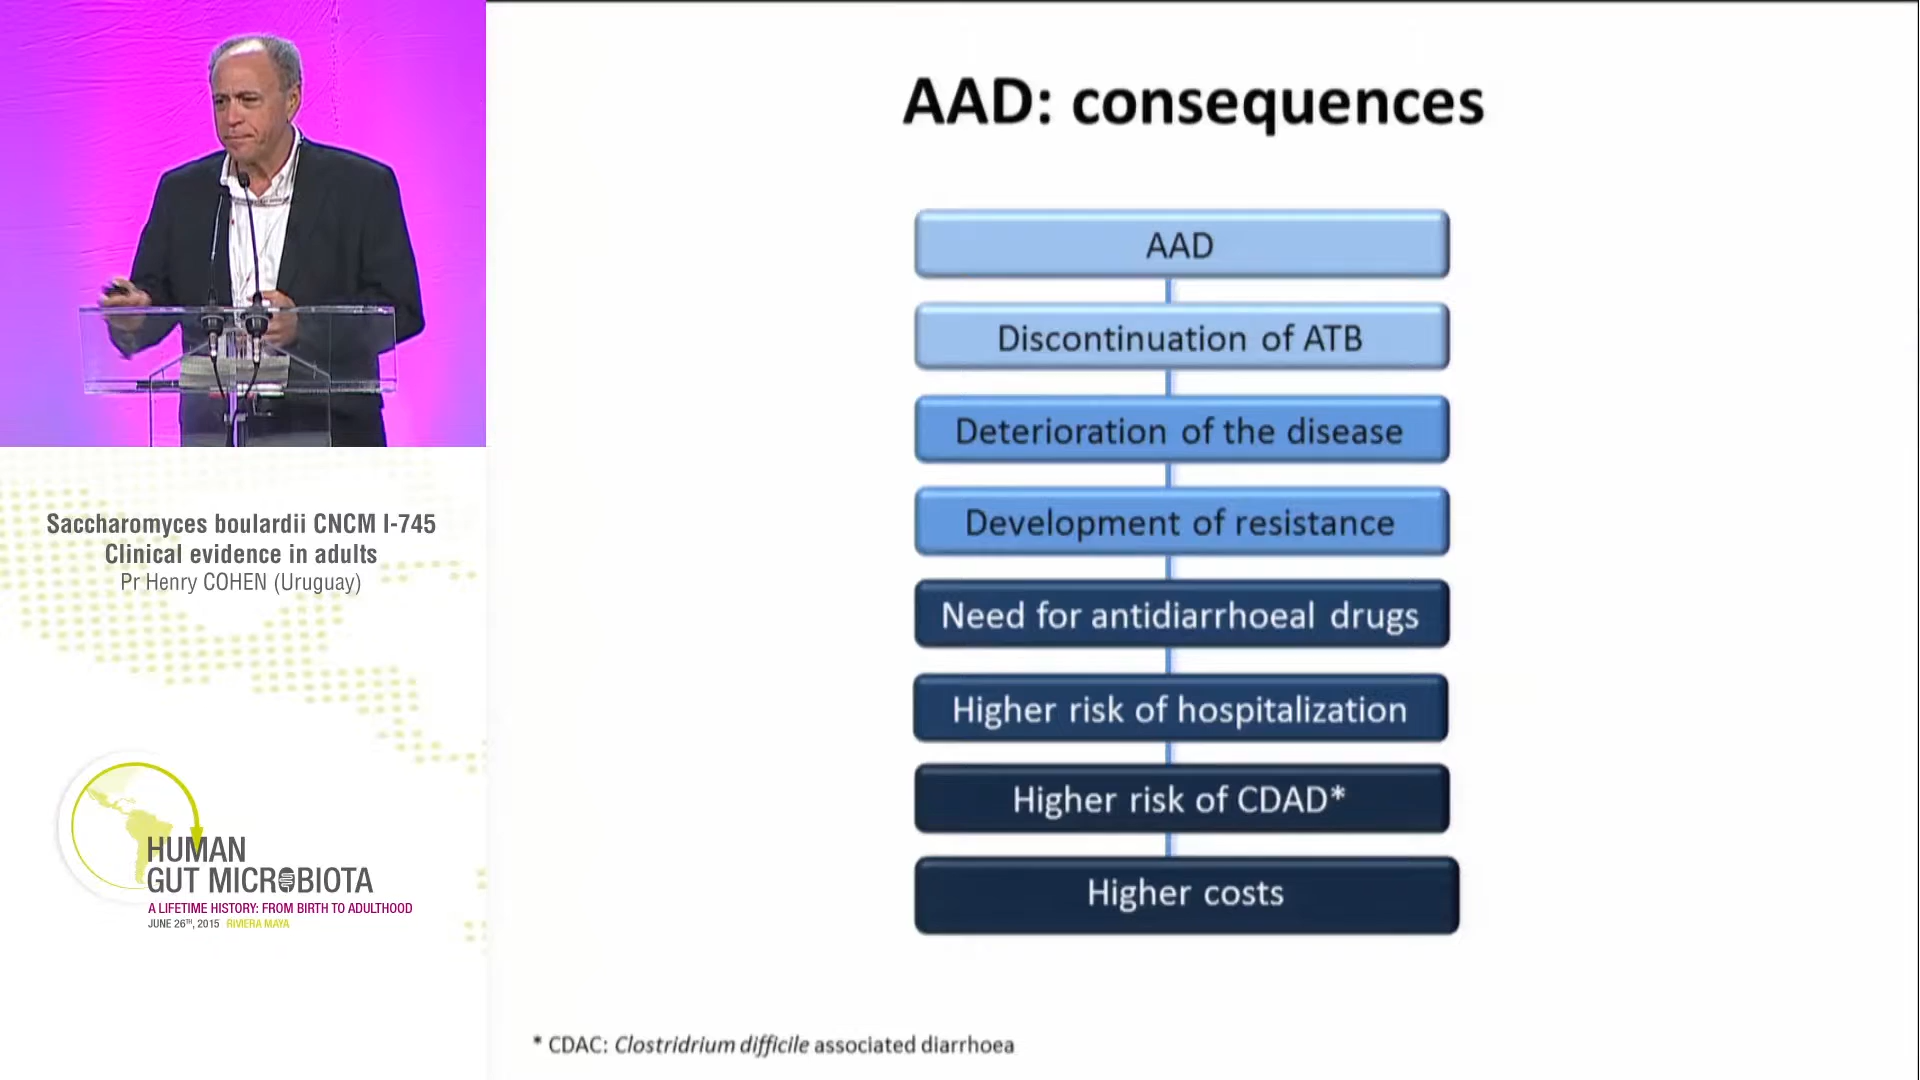 Saccharomyces boulardii CNCM I-745
Clinical evidence in adults
Pr Henry COHEN (Uruguay)
HUMAN
GUT MICROBIOTA
A LIFETIME HISTORY: FROM BIRTH TO ADULTHOOD
JUNE 26TH, 2015 RIVIERA MAYA
AAD: consequences
AAD
Discontinuation of ATB
Deterioration of the disease
Development of resistance
Need for antidiarrhoeal drugs
Higher risk of hospitalization
Higher risk of CDAD*
Higher costs
* CDAC: Clostridrium difficile associated diarrhoea